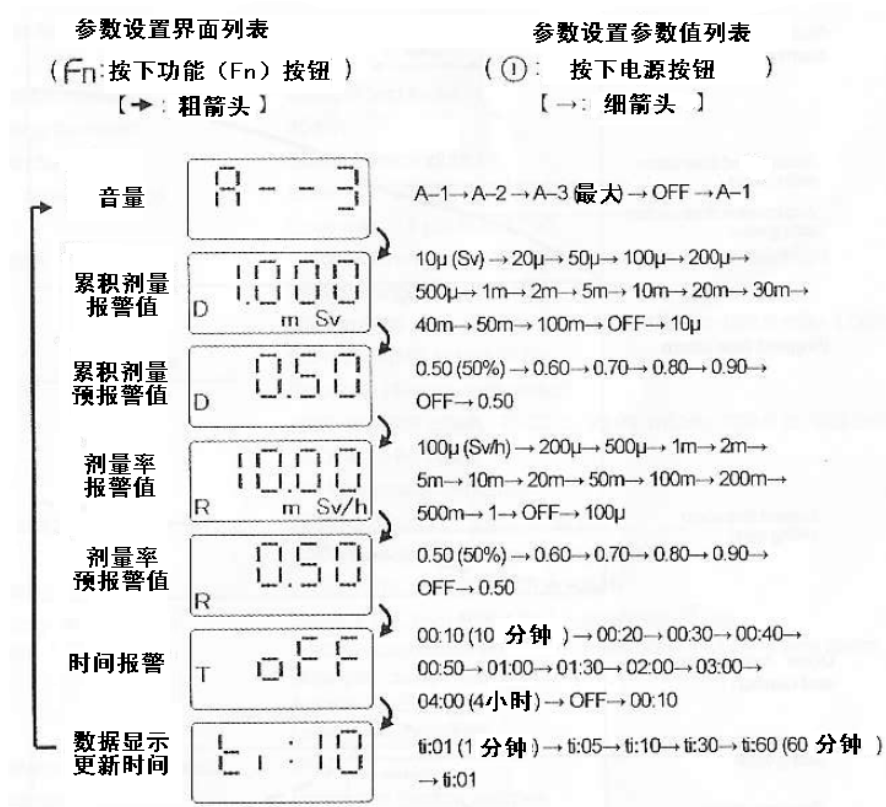 参数设置界面列表
(Fn:按下功能（Fn）按钮 )
【➔: 粗箭头】
参数设置参数值列表
( ①: 按下电源按钮 )
【→: 细箭头 】
音量
A--3
A–1→A–2→A–3(最大)→OFF→A–1
累积剂量
报警值
D 1.000
m Sv
10μ (Sv)→20μ→50μ→100μ→200μ→
500μ→1m→2m→5m→10m→20m→30m→
40m→50m→100m→OFF→10μ
累积剂量
预报警值
D 0.50
0.50 (50%)→0.60→0.70→0.80→0.90→
OFF→0.50
剂量率
报警值
R 10.00
m Sv/h
100μ (Sv/h)→200μ→500μ→1m→2m→
5m→10m→20m→50m→100m→200m→
500m→1→OFF→100μ
剂量率
预报警值
R 0.50
0.50 (50%)→0.60→0.70→0.80→0.90→
OFF→0.50
时间报警
T oFF
00:10 (10 分钟 )→00:20→00:30→00:40→
00:50→01:00→01:30→02:00→03:00→
04:00 (4小时)→OFF→00:10
数据显示
更新时间
ti:10
ti:01 (1 分钟)→ti:05→ti:10→ti:30→ti:60 (60 分钟 )
→ti:01